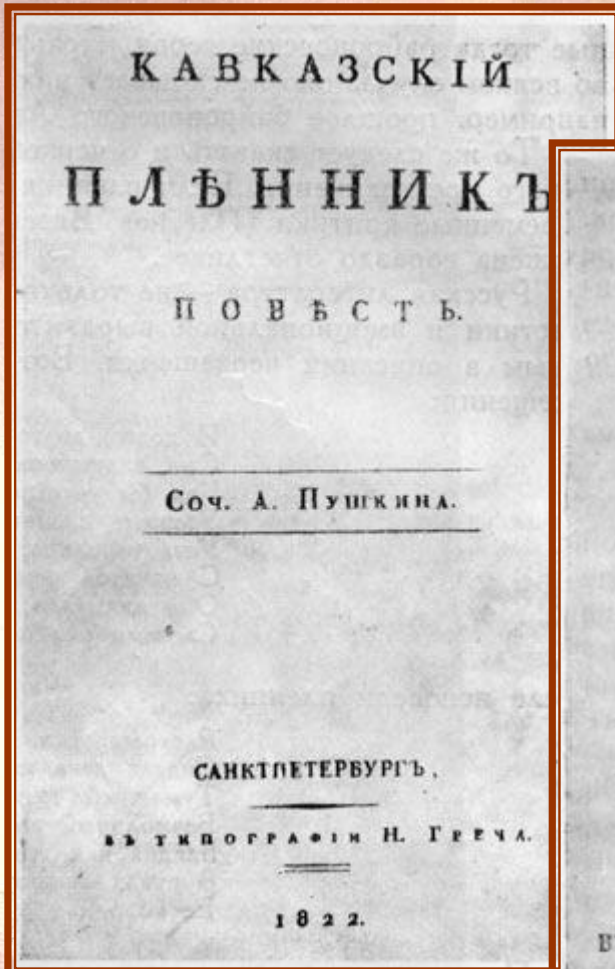 КАВКАЗСКІЙ
ПЛѢННИКЪ
ПОВѢСТЬ.
Соч. А. Пушкина.
САНКТПЕТЕРБУРГЪ,
въ типографіи Н. Греча.
1822.